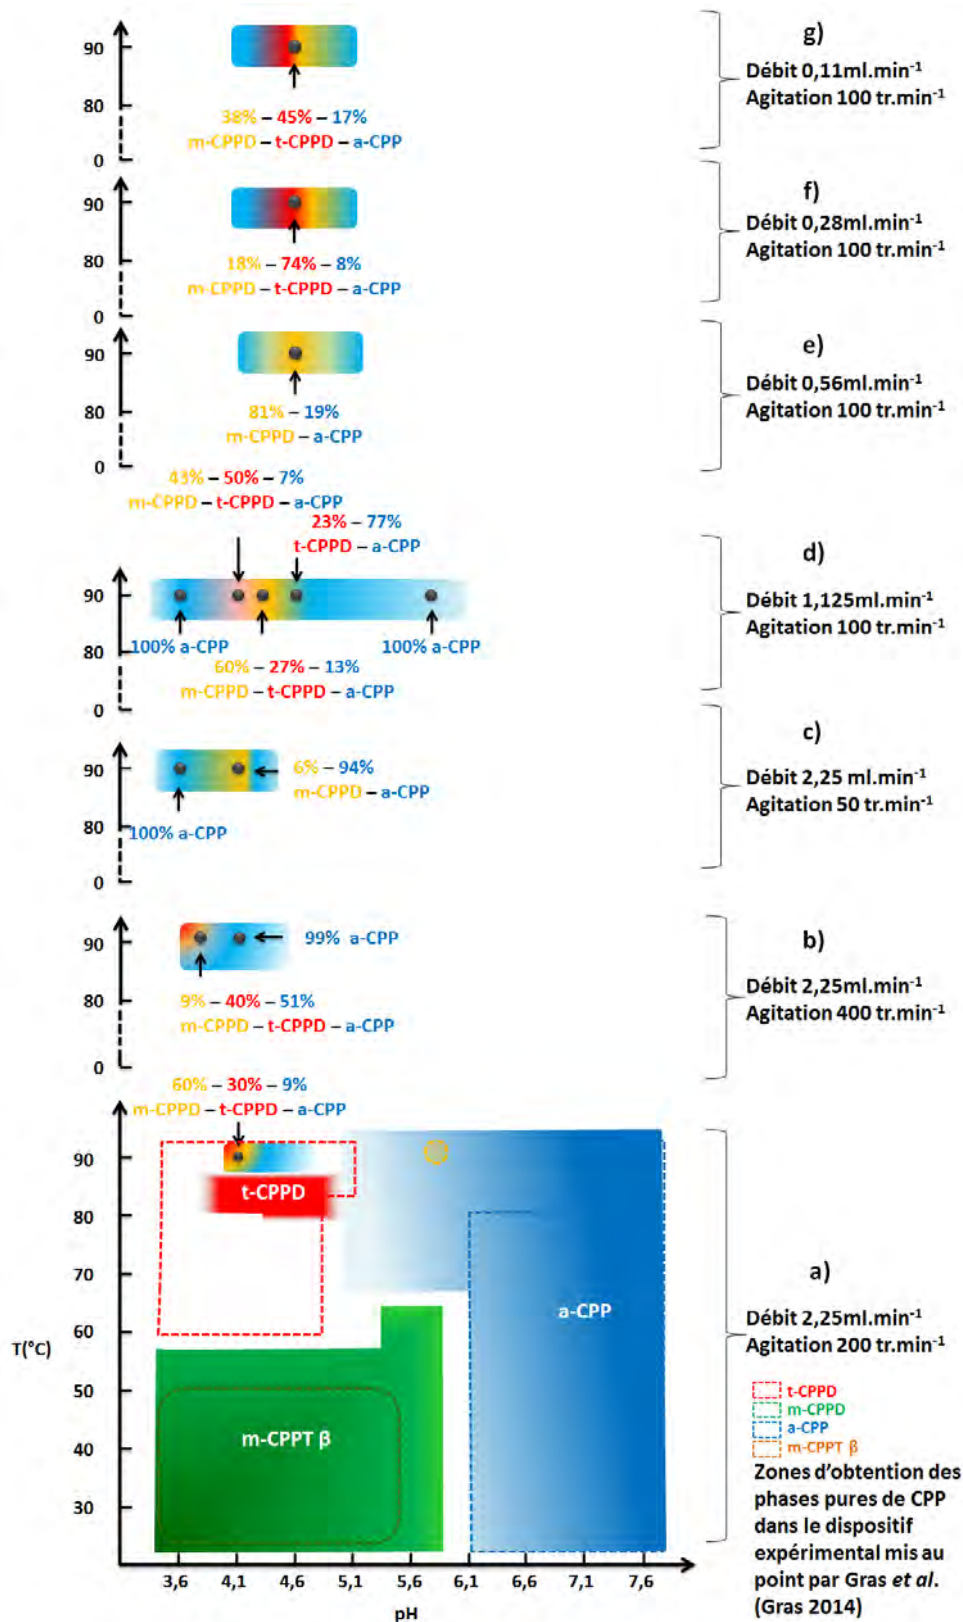 g)
Débit 0,11ml.min⁻¹
Agitation 100 tr.min⁻¹
90
80
0
38% – 45% – 17%
m-CPPD – t-CPPD – a-CPP
f)
Débit 0,28ml.min⁻¹
Agitation 100 tr.min⁻¹
90
80
0
18% – 74% – 8%
m-CPPD – t-CPPD – a-CPP
e)
Débit 0,56ml.min⁻¹
Agitation 100 tr.min⁻¹
90
80
0
81% – 19%
m-CPPD – a-CPP
43% – 50% – 7%
m-CPPD – t-CPPD – a-CPP
23% – 77%
t-CPPD – a-CPP
d)
Débit 1,125ml.min⁻¹
Agitation 100 tr.min⁻¹
90
80
0
100% a-CPP
100% a-CPP
60% – 27% – 13%
m-CPPD – t-CPPD – a-CPP
c)
Débit 2,25 ml.min⁻¹
Agitation 50 tr.min⁻¹
90
80
0
6% – 94%
m-CPPD – a-CPP
100% a-CPP
b)
Débit 2,25ml.min⁻¹
Agitation 400 tr.min⁻¹
90
80
0
99% a-CPP
9% – 40% – 51%
m-CPPD – t-CPPD – a-CPP
60% – 30% – 9%
m-CPPD – t-CPPD – a-CPP
90
80
70
60
50
40
30
T(°C)
t-CPPD
a-CPP
m-CPPT β
3,6 4,1 4,6 5,1 5,6 6,1 6,6 7,1 7,6
pH
a)
Débit 2,25ml.min⁻¹
Agitation 200 tr.min⁻¹
t-CPPD
m-CPPD
a-CPP
m-CPPT β
Zones d'obtention des
phases pures de CPP
dans le dispositif
expérimental mis au
point par Gras et al.
(Gras 2014)